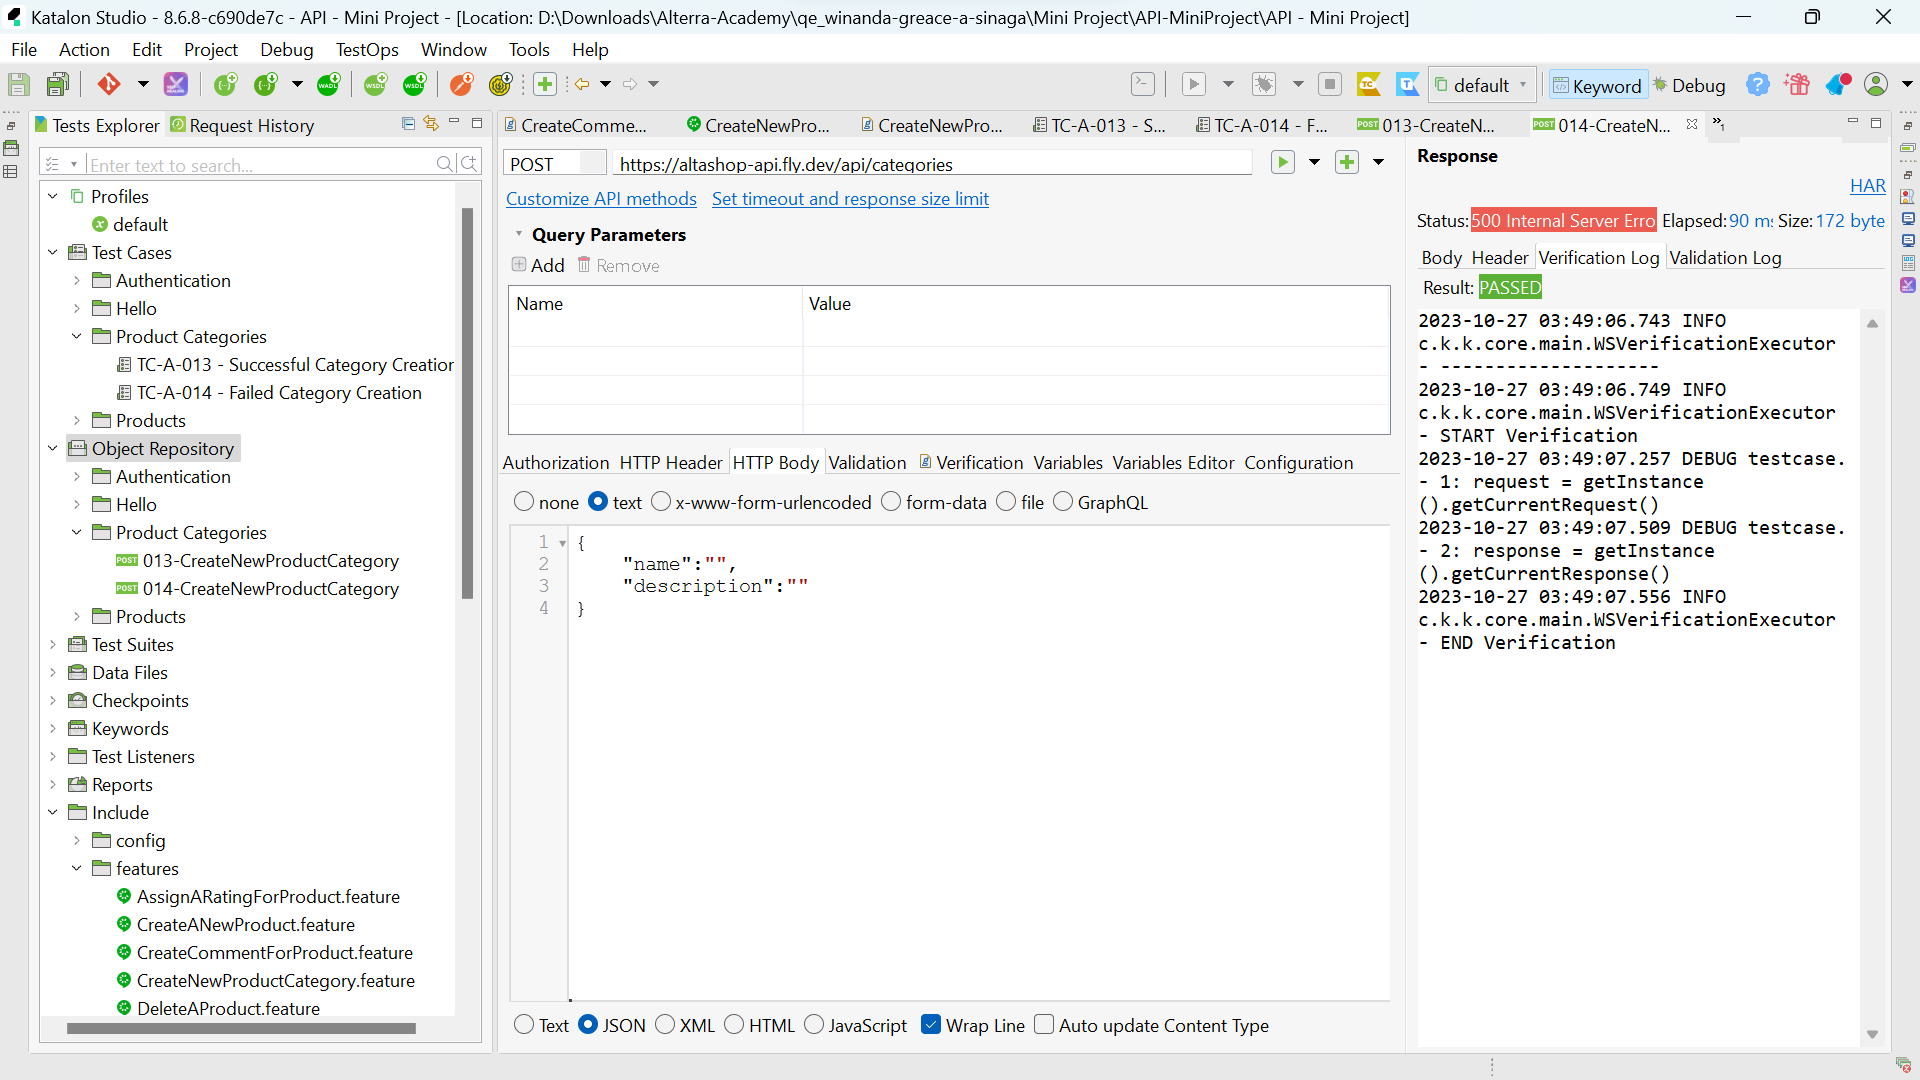 Katalon Studio - 8.6.8-c690de7c - API - Mini Project - [Location: D:\Downloads\Alterra-Academy\qe_winanda-greace-a-sinaga\Mini Project\API-MiniProject\API - Mini Project]
File Action Edit Project Debug TestOps Window Tools Help
default Keyword Debug
Tests Explorer Request History
Enter text to search...
Profiles
default
Test Cases
Authentication
Hello
Product Categories
TC-A-013 - Successful Category Creation
TC-A-014 - Failed Category Creation
Products
Object Repository
Authentication
Hello
Product Categories
POST 013-CreateNewProductCategory
POST 014-CreateNewProductCategory
Products
Test Suites
Data Files
Checkpoints
Keywords
Test Listeners
Reports
Include
config
features
AssignARatingForProduct.feature
CreateANewProduct.feature
CreateCommentForProduct.feature
CreateNewProductCategory.feature
DeleteAProduct.feature
CreateComme... CreateNewPro... CreateNewPro... TC-A-013 - S... TC-A-014 - F... POST 013-CreateN... POST 014-CreateN... »1
POST https://altashop-api.fly.dev/api/categories
Customize API methods Set timeout and response size limit
Query Parameters
Add Remove
Name Value
Authorization HTTP Header HTTP Body Validation Verification Variables Variables Editor Configuration
none text x-www-form-urlencoded form-data file GraphQL
1 {
2 "name":"",
3 "description":""
4 }
Text JSON XML HTML JavaScript Wrap Line Auto update Content Type
Response
HAR
Status: 500 Internal Server Erro Elapsed: 90 ms Size: 172 byte
Body Header Verification Log Validation Log
Result: PASSED
2023-10-27 03:49:06.743 INFO
c.k.k.core.main.WSVerificationExecutor
- --------------------
2023-10-27 03:49:06.749 INFO
c.k.k.core.main.WSVerificationExecutor
- START Verification
2023-10-27 03:49:07.257 DEBUG testcase.
- 1: request = getInstance
().getCurrentRequest()
2023-10-27 03:49:07.509 DEBUG testcase.
- 2: response = getInstance
().getCurrentResponse()
2023-10-27 03:49:07.556 INFO
c.k.k.core.main.WSVerificationExecutor
- END Verification